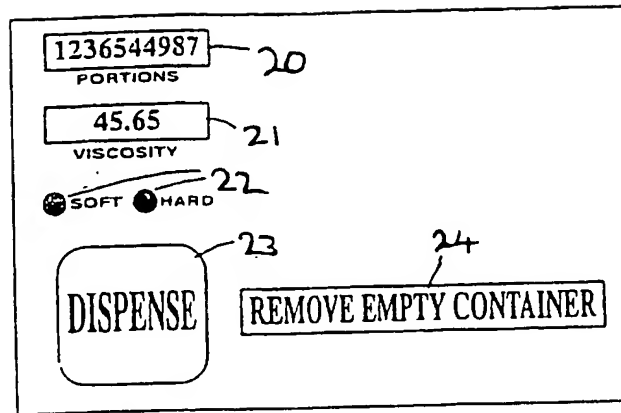 1236544987 20
PORTIONS
45.65 21
VISCOSITY
SOFT HARD 22
23 24
DISPENSE REMOVE EMPTY CONTAINER